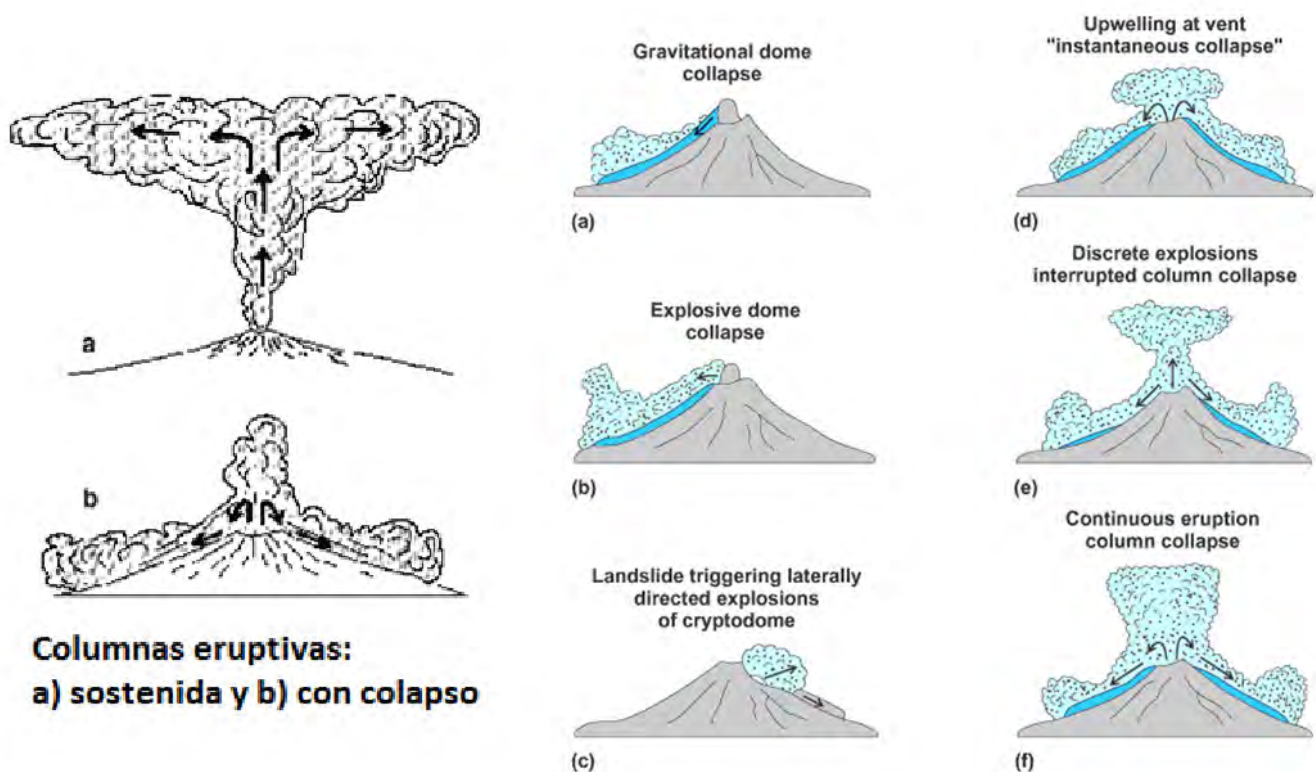 a
b
Columnas eruptivas:
a) sostenida y b) con colapso
Gravitational dome
collapse
(a)
Explosive dome
collapse
(b)
Landslide triggering laterally
directed explosions
of cryptodome
(c)
Upwelling at vent
"instantaneous collapse"
(d)
Discrete explosions
interrupted column collapse
(e)
Continuous eruption
column collapse
(f)